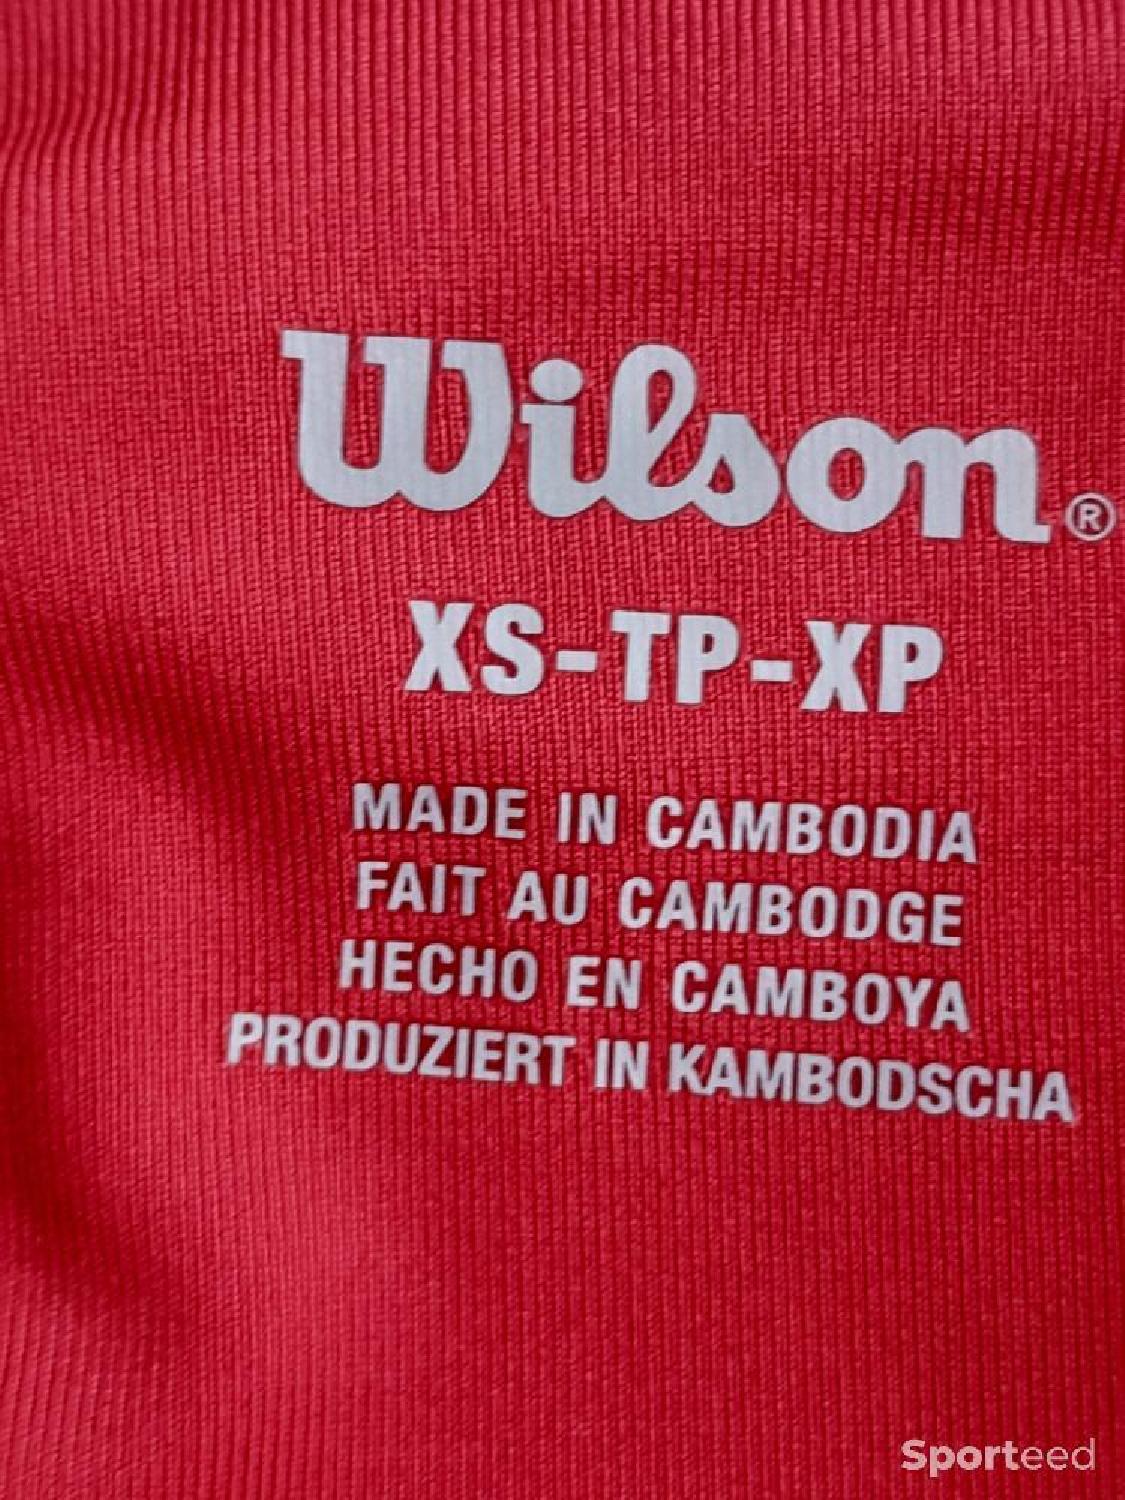 Wilson®
XS-TP-XP
MADE IN CAMBODIA
FAIT AU CAMBODGE
HECHO EN CAMBOYA
PRODUZIERT IN KAMBODSCHA
Sporteed